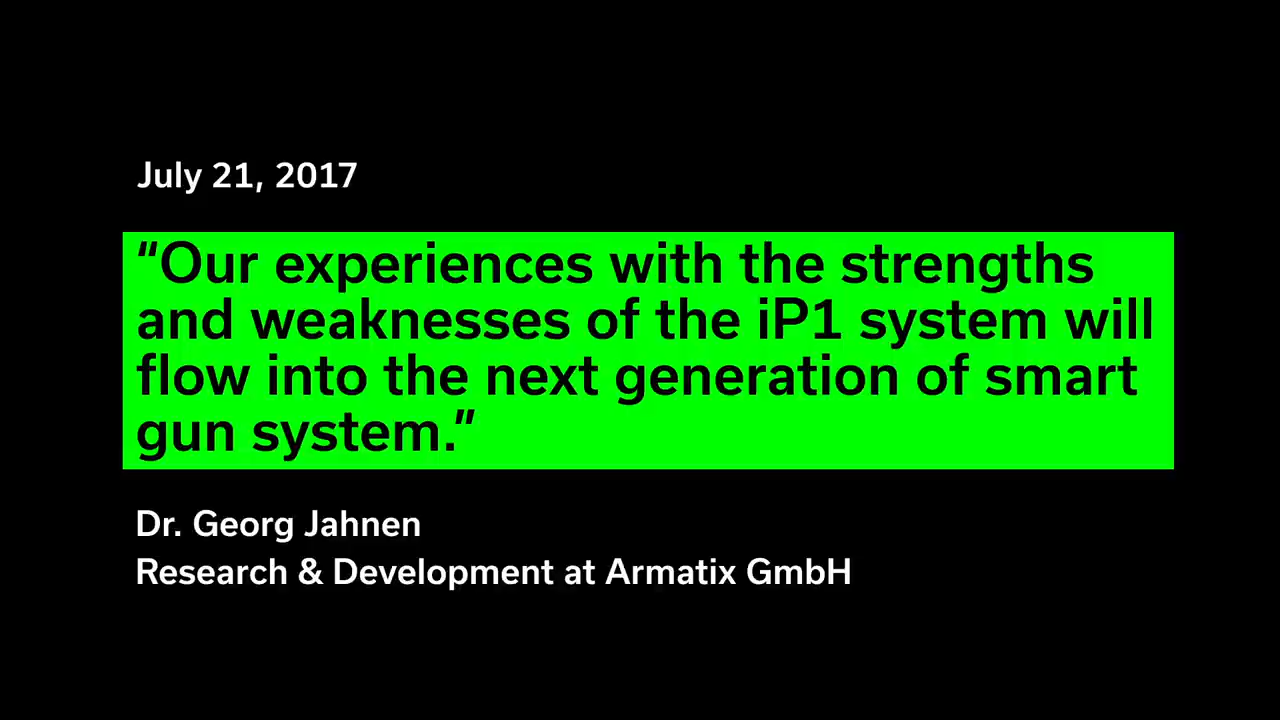 July 21, 2017
“Our experiences with the strengths
and weaknesses of the iP1 system will
flow into the next generation of smart
gun system.”
Dr. Georg Jahnen
Research & Development at Armatix GmbH